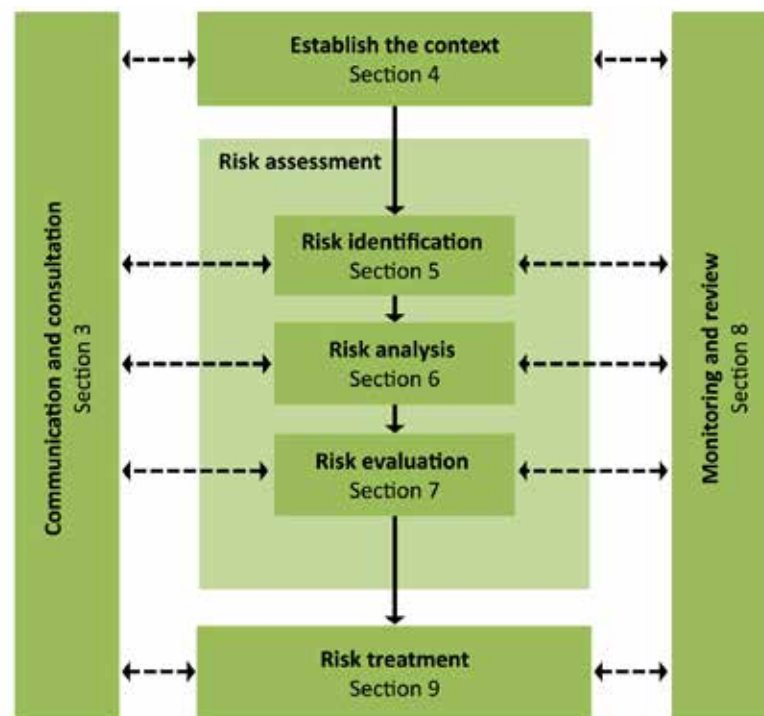 Establish the context
Section 4
Risk assessment
Risk identification
Section 5
Risk analysis
Section 6
Risk evaluation
Section 7
Risk treatment
Section 9
Communication and consultation
Section 3
Monitoring and review
Section 8